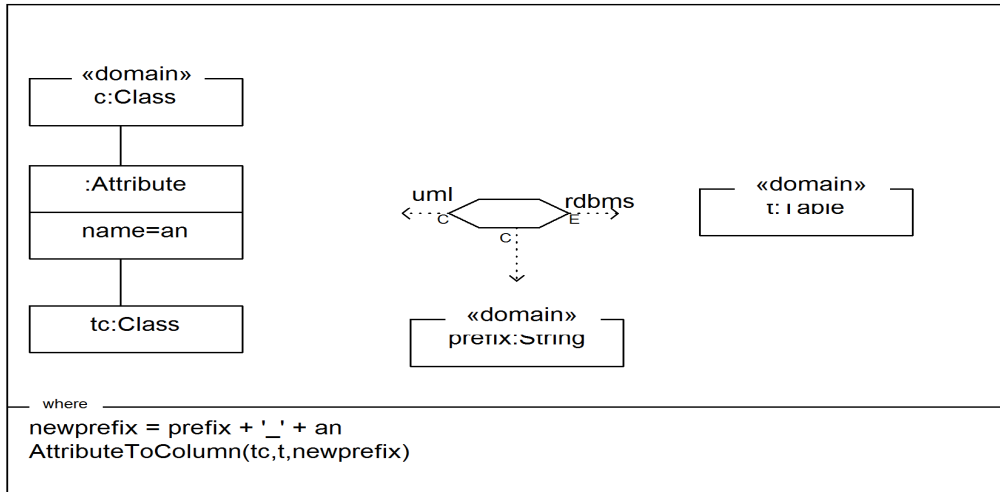 «domain»
c:Class
:Attribute
name=an
tc:Class
uml
rdbms
C
E
C
«domain»
t:Table
«domain»
prefix:String
where
newprefix = prefix + '_' + an
AttributeToColumn(tc,t,newprefix)